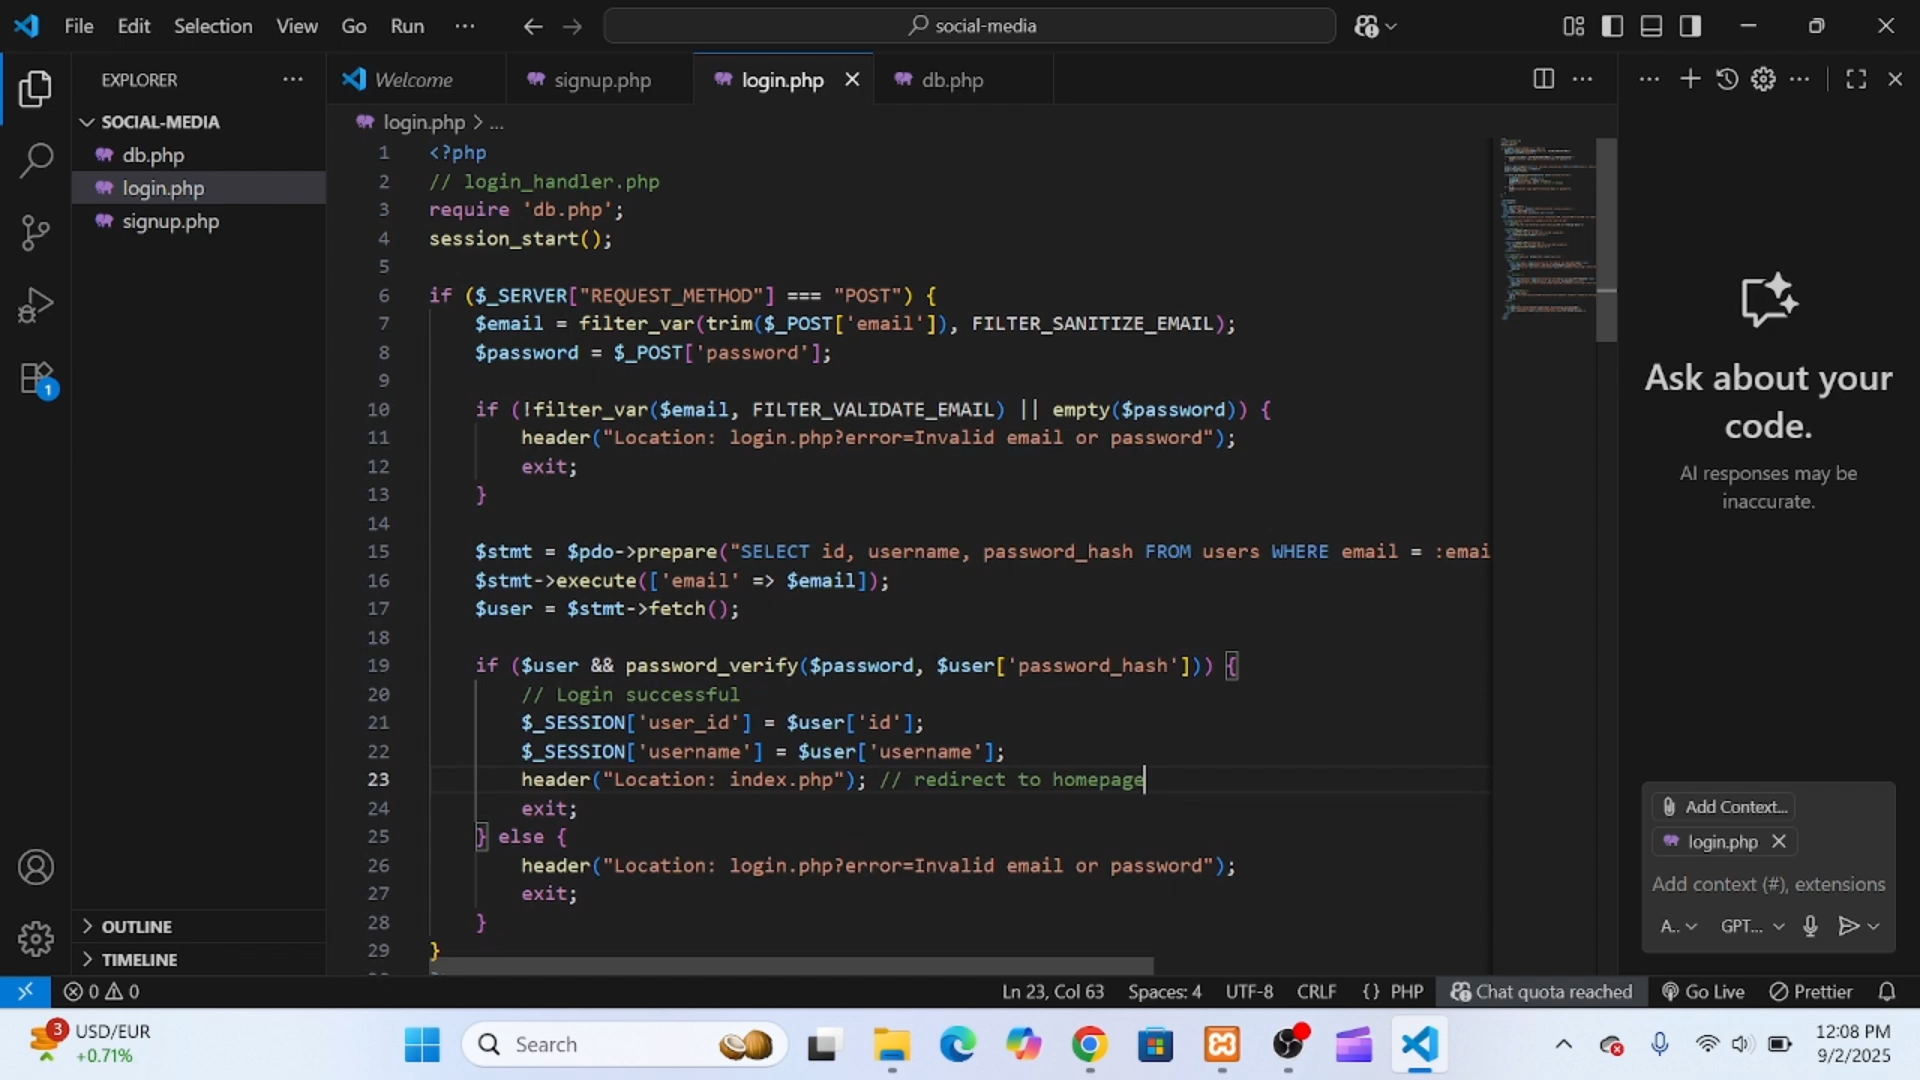 File Edit Selection View Go Run ··· social-media
EXPLORER ···
SOCIAL-MEDIA
db.php
login.php
signup.php
OUTLINE
TIMELINE
Welcome signup.php login.php db.php
login.php > ...
1 <?php
2 // login_handler.php
3 require 'db.php';
4 session_start();
5
6 if ($_SERVER["REQUEST_METHOD"] === "POST") {
7 $email = filter_var(trim($_POST['email']), FILTER_SANITIZE_EMAIL);
8 $password = $_POST['password'];
9
10 if (!filter_var($email, FILTER_VALIDATE_EMAIL) || empty($password)) {
11 header("Location: login.php?error=Invalid email or password");
12 exit;
13 }
14
15 $stmt = $pdo->prepare("SELECT id, username, password_hash FROM users WHERE email = :emai
16 $stmt->execute(['email' => $email]);
17 $user = $stmt->fetch();
18
19 if ($user && password_verify($password, $user['password_hash'])) {
20 // Login successful
21 $_SESSION['user_id'] = $user['id'];
22 $_SESSION['username'] = $user['username'];
23 header("Location: index.php"); // redirect to homepage
24 exit;
25 } else {
26 header("Location: login.php?error=Invalid email or password");
27 exit;
28 }
29 }
Ask about your
code.
AI responses may be
inaccurate.
Add Context...
login.php
Add context (#), extensions
A.. GPT...
1
0 0 Ln 23, Col 63 Spaces: 4 UTF-8 CRLF {} PHP Chat quota reached Go Live Prettier
3 USD/EUR
+0.71%
Search
12:08 PM
9/2/2025